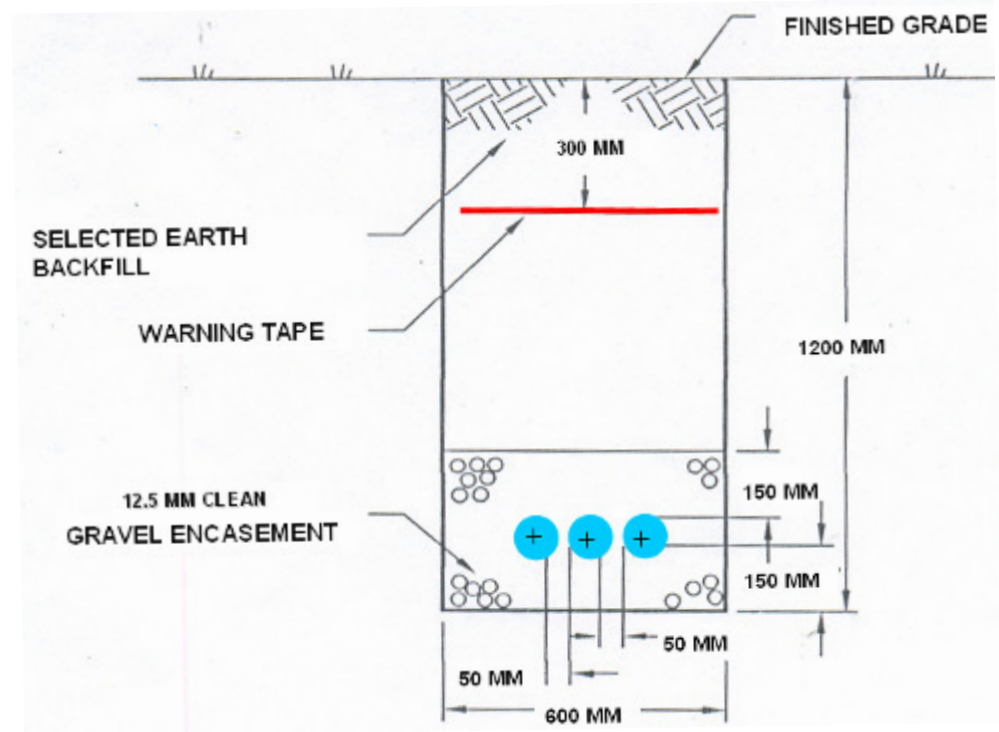 FINISHED GRADE
300 MM
SELECTED EARTH
BACKFILL
WARNING TAPE
1200 MM
150 MM
12.5 MM CLEAN
GRAVEL ENCASEMENT
150 MM
50 MM
50 MM
600 MM